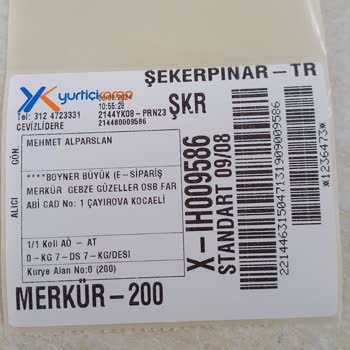 ŞEKERPINAR - TR
yurtiçi
10:55:28
Tel: 312 4723331
2144YK08-PRN23
CEVİZLİDERE
214480009586
ŞKR
GÖN.
MEHMET ALPARSLAN
ALICI
****BOYNER BÜYÜK (E-SİPARİŞ
MERKÜR GEBZE GÜZELLER OSB FAR
ABİ CAD No: 1 ÇAYIROVA KOCAELİ
1/1 Koli AÖ - AT
0-KG 7-DS 7-KG/DESI
Kurye Alan No:0 (200)
MERKÜR-200
X-IH009586
STANDART 09/08
2214463150471319009009586
*1236473*